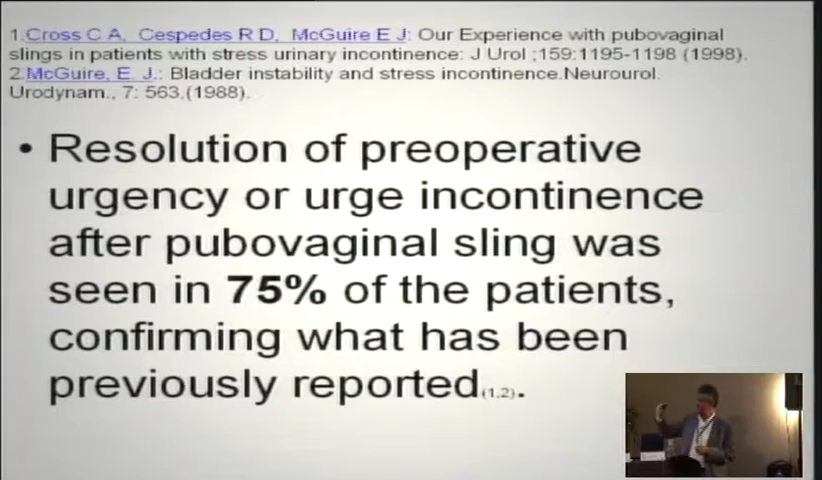 1.Cross C A, Cespedes R D, McGuire E J: Our Experience with pubovaginal
slings in patients with stress urinary incontinence: J Urol ;159:1195-1198 (1998).
2.McGuire, E. J.: Bladder instability and stress incontinence.Neurourol.
Urodynam., 7: 563,(1988).
• Resolution of preoperative
urgency or urge incontinence
after pubovaginal sling was
seen in 75% of the patients,
confirming what has been
previously reported(1,2).